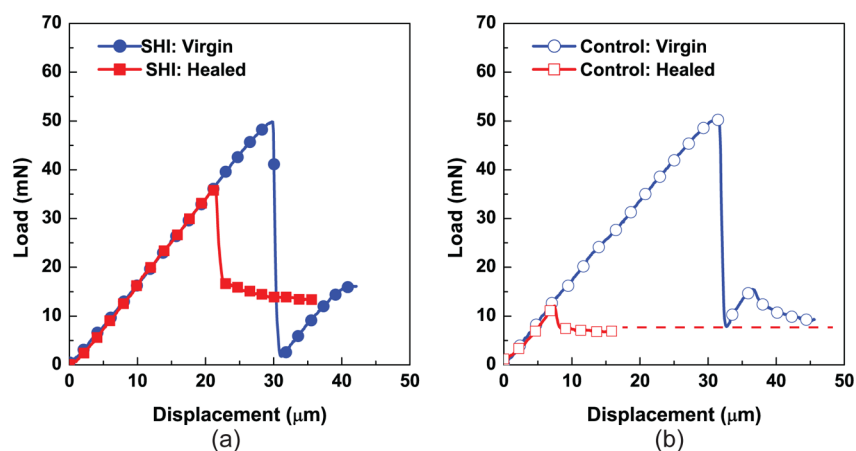 SHI: Virgin
SHI: Healed
Load (mN)
70
60
50
40
30
20
10
0
0 10 20 30 40 50
Displacement (μm)
(a)
Control: Virgin
Control: Healed
Load (mN)
70
60
50
40
30
20
10
0
0 10 20 30 40 50
Displacement (μm)
(b)